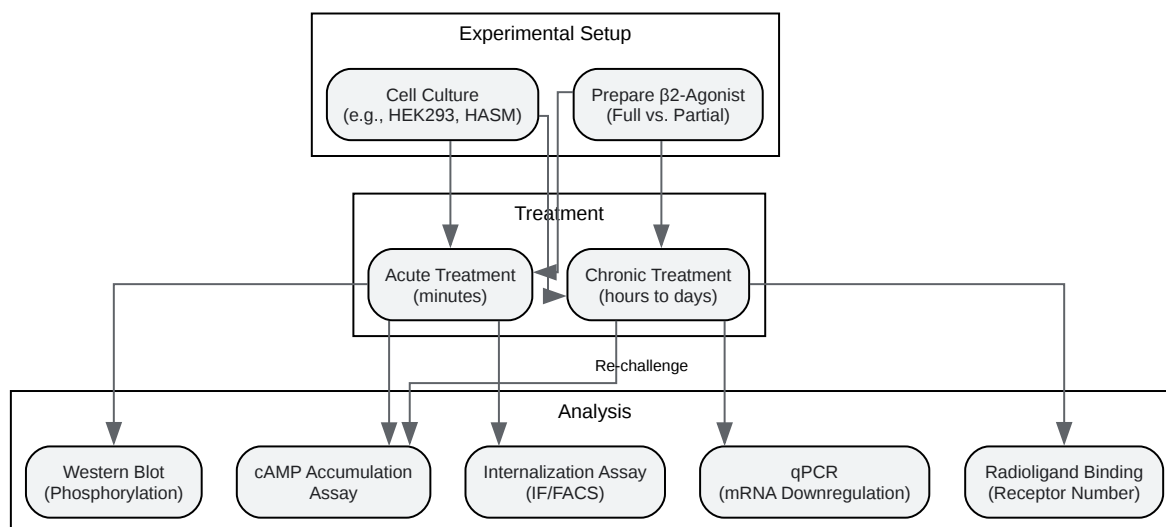 Experimental Setup
Cell Culture
(e.g., HEK293, HASM)
Prepare β2-Agonist
(Full vs. Partial)
Treatment
Acute Treatment
(minutes)
Chronic Treatment
(hours to days)
Re-challenge
Analysis
Western Blot
(Phosphorylation)
cAMP Accumulation
Assay
Internalization Assay
(IF/FACS)
qPCR
(mRNA Downregulation)
Radioligand Binding
(Receptor Number)